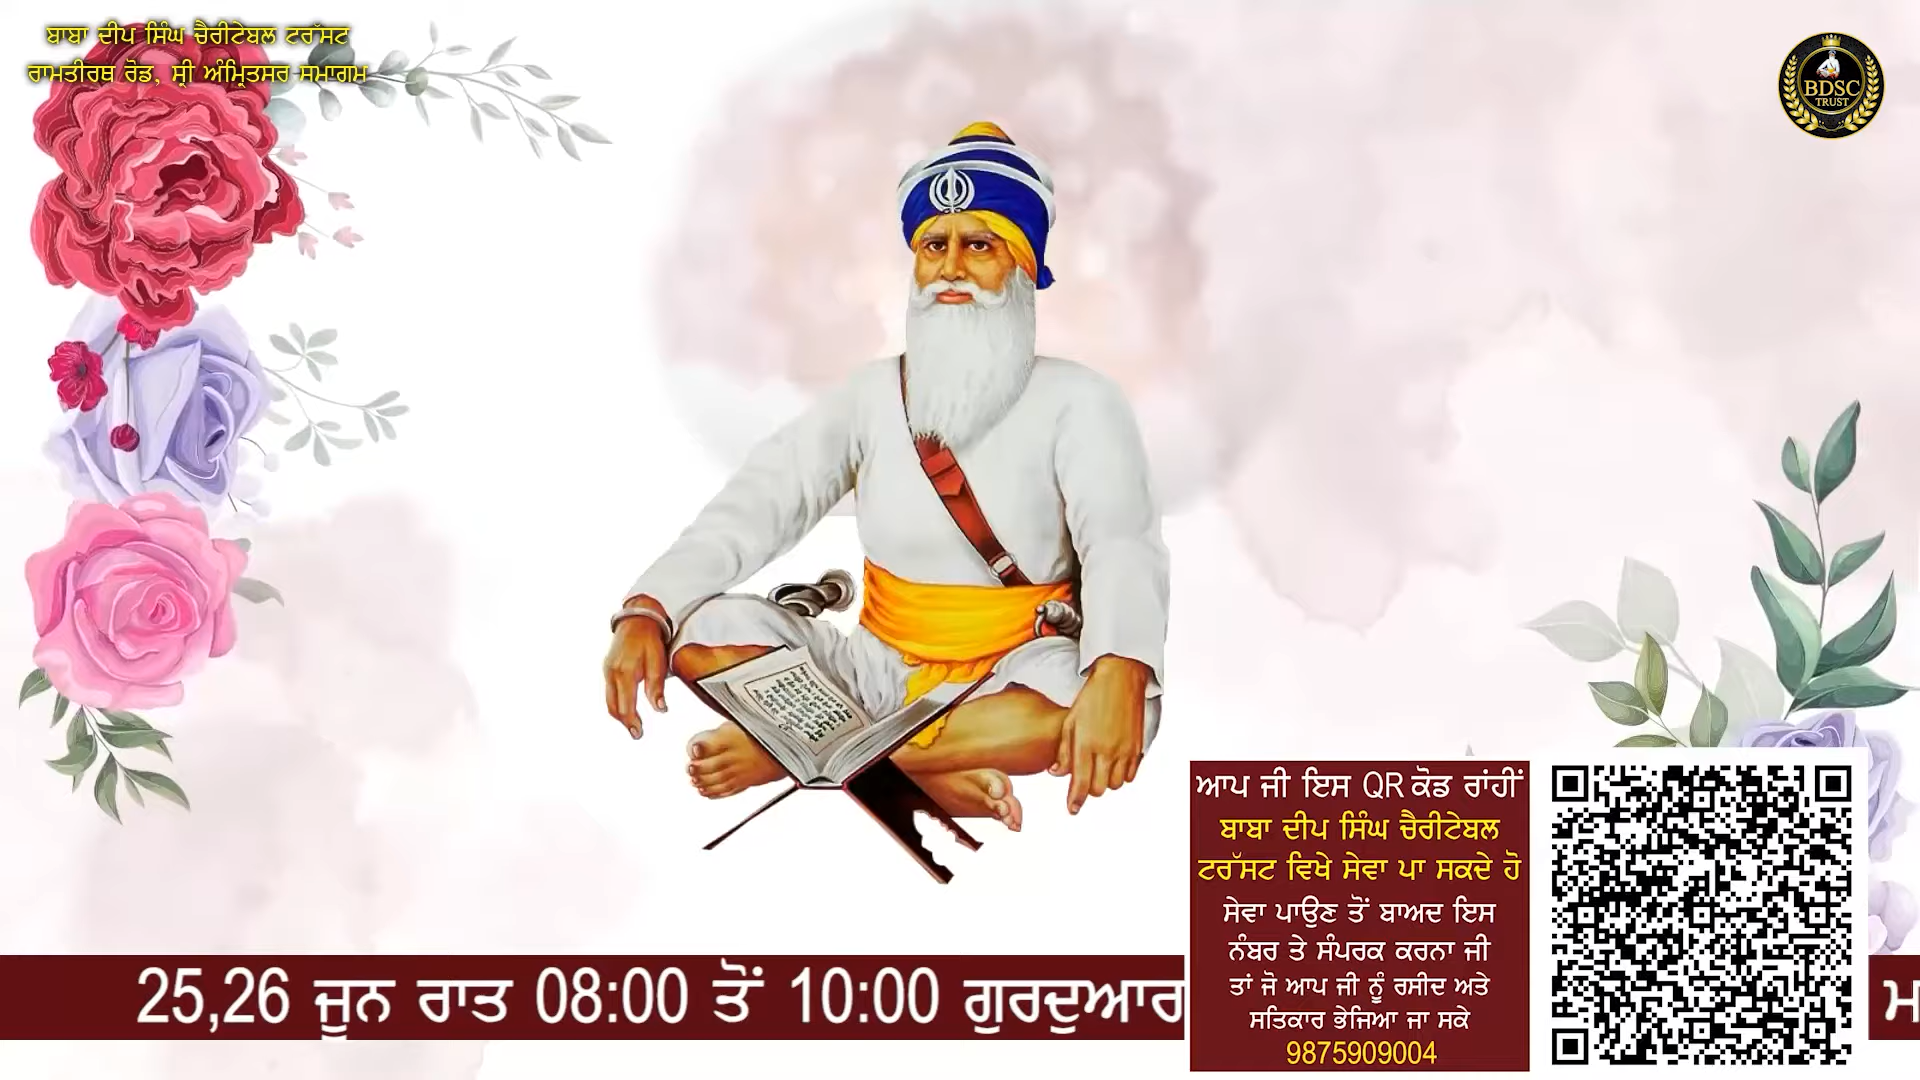 ਬਾਬਾ ਦੀਪ ਸਿੰਘ ਚੈਰੀਟੇਬਲ ਟਰੱਸਟ
ਰਾਮਤੀਰਥ ਰੋਡ, ਸ੍ਰੀ ਅੰਮ੍ਰਿਤਸਰ ਸਮਾਗਮ
BDSC
TRUST
ਆਪ ਜੀ ਇਸ QR ਕੋਡ ਰਾਂਹੀਂ
ਬਾਬਾ ਦੀਪ ਸਿੰਘ ਚੈਰੀਟੇਬਲ
ਟਰੱਸਟ ਵਿਖੇ ਸੇਵਾ ਪਾ ਸਕਦੇ ਹੋ
ਸੇਵਾ ਪਾਉਣ ਤੋਂ ਬਾਅਦ ਇਸ
ਨੰਬਰ ਤੇ ਸੰਪਰਕ ਕਰਨਾ ਜੀ
ਤਾਂ ਜੋ ਆਪ ਜੀ ਨੂੰ ਰਸੀਦ ਅਤੇ
ਸਤਿਕਾਰ ਭੇਜਿਆ ਜਾ ਸਕੇ
9875909004
25,26 ਜੂਨ ਰਾਤ 08:00 ਤੋਂ 10:00 ਗੁਰਦੁਆਰ